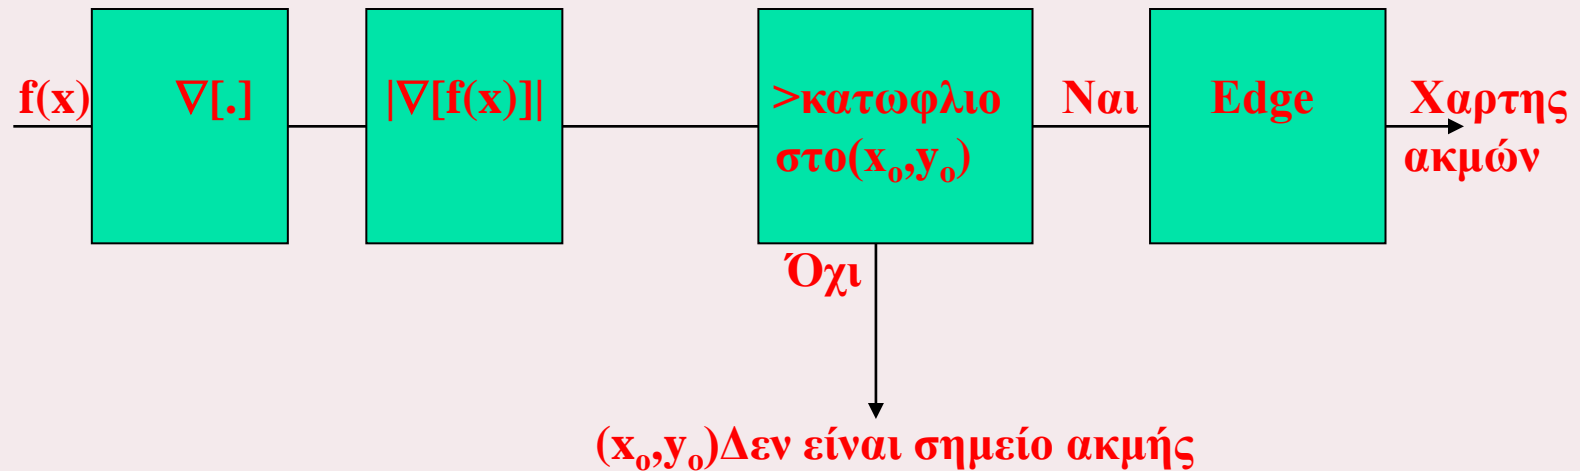 f(x)
∇[.]
|∇[f(x)]|
>κατωφλιο
στο(xₒ,yₒ)
Ναι
Edge
Χαρτης
ακμών
Όχι
(xₒ,yₒ)Δεν είναι σημείο ακμής